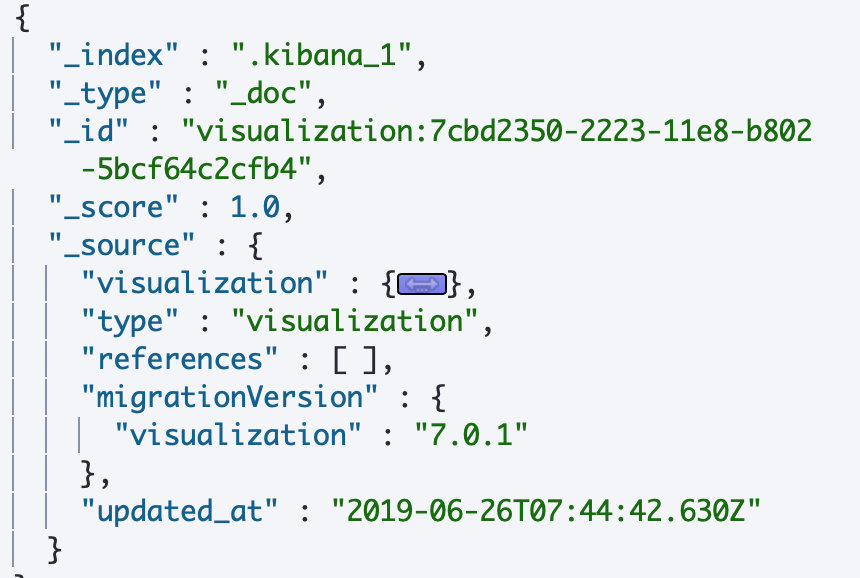 {
"_index" : ".kibana_1",
"_type" : "_doc",
"_id" : "visualization:7cbd2350-2223-11e8-b802
-5bcf64c2cfb4",
"_score" : 1.0,
"_source" : {
"visualization" : {},
"type" : "visualization",
"references" : [ ],
"migrationVersion" : {
"visualization" : "7.0.1"
},
"updated_at" : "2019-06-26T07:44:42.630Z"
}